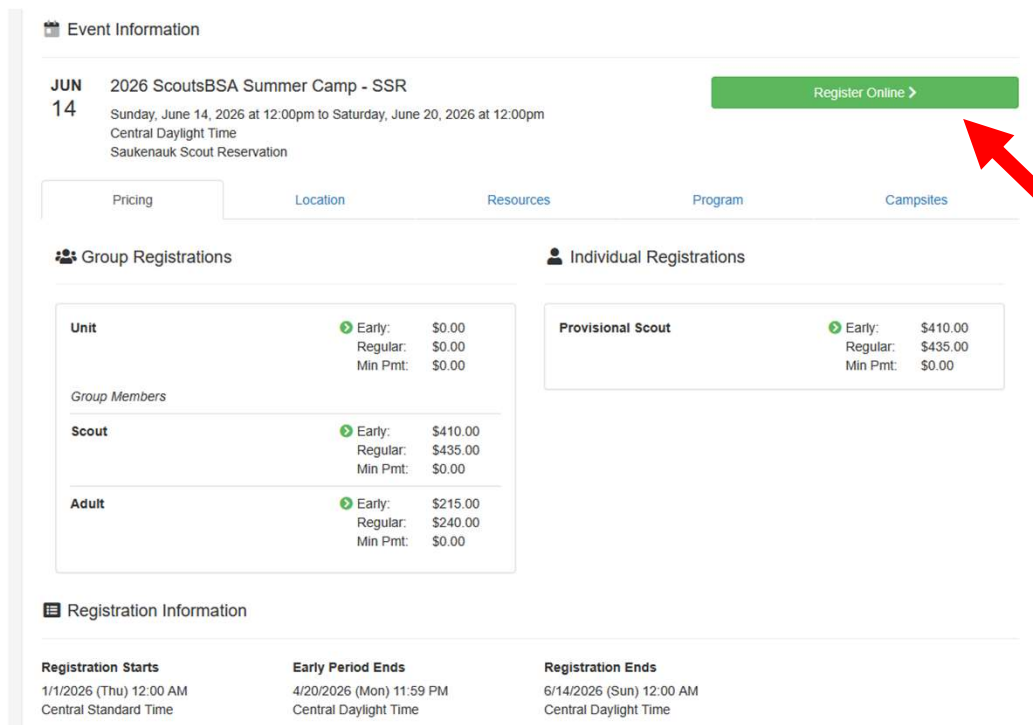 Event Information
JUN
14
2026 ScoutsBSA Summer Camp - SSR
Sunday, June 14, 2026 at 12:00pm to Saturday, June 20, 2026 at 12:00pm
Central Daylight Time
Saukenauk Scout Reservation
Register Online
Pricing
Location
Resources
Program
Campsites
Group Registrations
Unit
Early: $0.00
Regular: $0.00
Min Pmt: $0.00
Group Members
Scout
Early: $410.00
Regular: $435.00
Min Pmt: $0.00
Adult
Early: $215.00
Regular: $240.00
Min Pmt: $0.00
Individual Registrations
Provisional Scout
Early: $410.00
Regular: $435.00
Min Pmt: $0.00
Registration Information
Registration Starts
1/1/2026 (Thu) 12:00 AM
Central Standard Time
Early Period Ends
4/20/2026 (Mon) 11:59 PM
Central Daylight Time
Registration Ends
6/14/2026 (Sun) 12:00 AM
Central Daylight Time